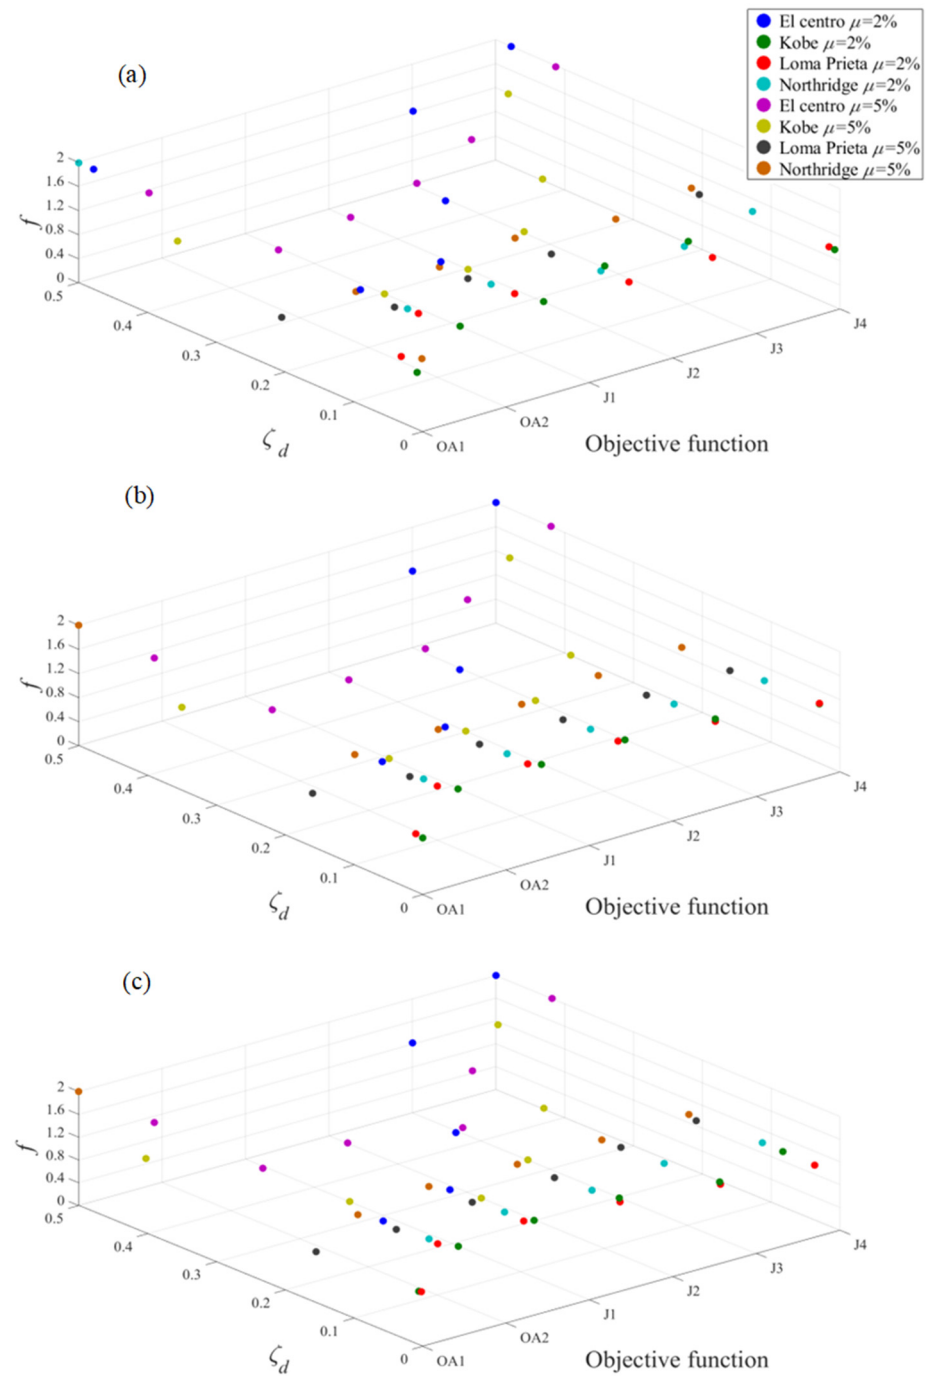 El centro μ=2%
Kobe μ=2%
Loma Prieta μ=2%
Northridge μ=2%
El centro μ=5%
Kobe μ=5%
Loma Prieta μ=5%
Northridge μ=5%
(a)
2
1.6
1.2
0.8
0.4
0
f
0.5
0.4
0.3
0.2
0.1
0
ζd
OA1
OA2
J1
J2
J3
J4
Objective function
(b)
2
1.6
1.2
0.8
0.4
0
f
0.5
0.4
0.3
0.2
0.1
0
ζd
OA1
OA2
J1
J2
J3
J4
Objective function
(c)
2
1.6
1.2
0.8
0.4
0
f
0.5
0.4
0.3
0.2
0.1
0
ζd
OA1
OA2
J1
J2
J3
J4
Objective function